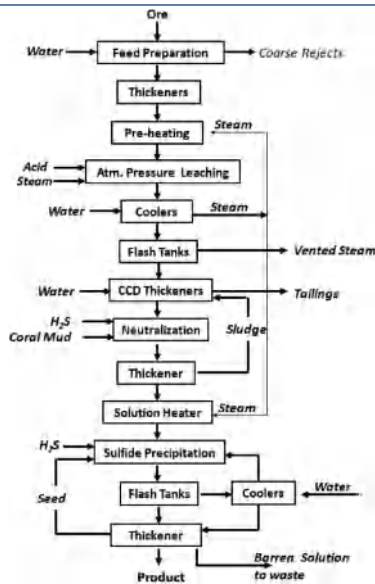 Ore
Water
Feed Preparation
Coarse Rejects
Thickeners
Pre-heating
Steam
Acid
Steam
Atm. Pressure Leaching
Water
Coolers
Steam
Flash Tanks
Vented Steam
Water
CCD Thickeners
Tailings
H₂S
Coral Mud
Neutralization
Sludge
Thickener
Solution Heater
Steam
H₂S
Sulfide Precipitation
Seed
Flash Tanks
Coolers
Water
Thickener
Product
Barren Solution
to waste